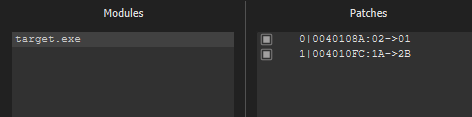 Modules
Patches
target.exe
0|0040108A:02->01
1|004010FC:1A->2B